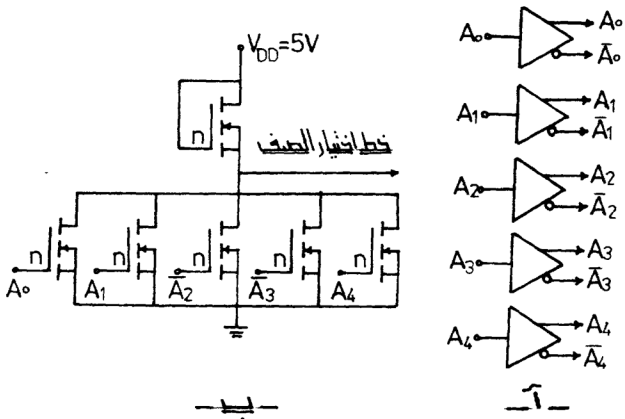 V_DD=5V
n
خط اختيار الصف
n
n
n
n
n
A₀
A₁
Ā₂
Ā₃
A₄
A₀
A₀
Ā₀
A₁
A₁
Ā₁
A₂
A₂
Ā₂
A₃
A₃
Ā₃
A₄
A₄
Ā₄
ب
آ